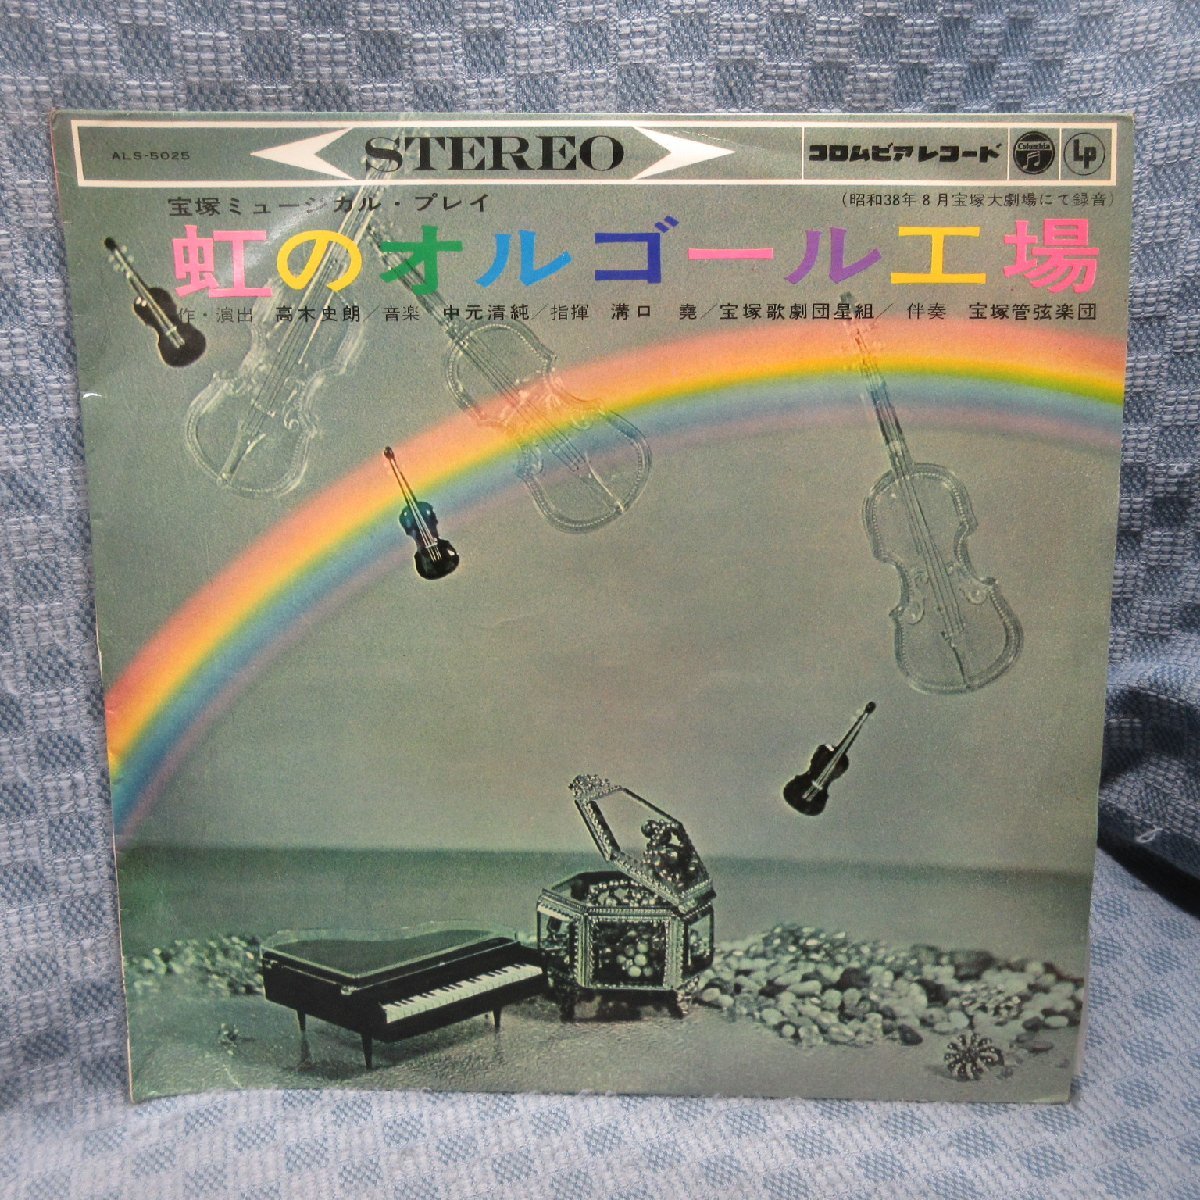 ALS-5025 STEREO コロムビアレコード Columbia LP
宝塚ミュージカル・プレイ (昭和38年8月宝塚大劇場にて録音)
虹のオルゴール工場
作・演出 高木史朗/音楽 中元清純/指揮 溝口 堯/宝塚歌劇団星組/ 伴奏 宝塚管弦楽団